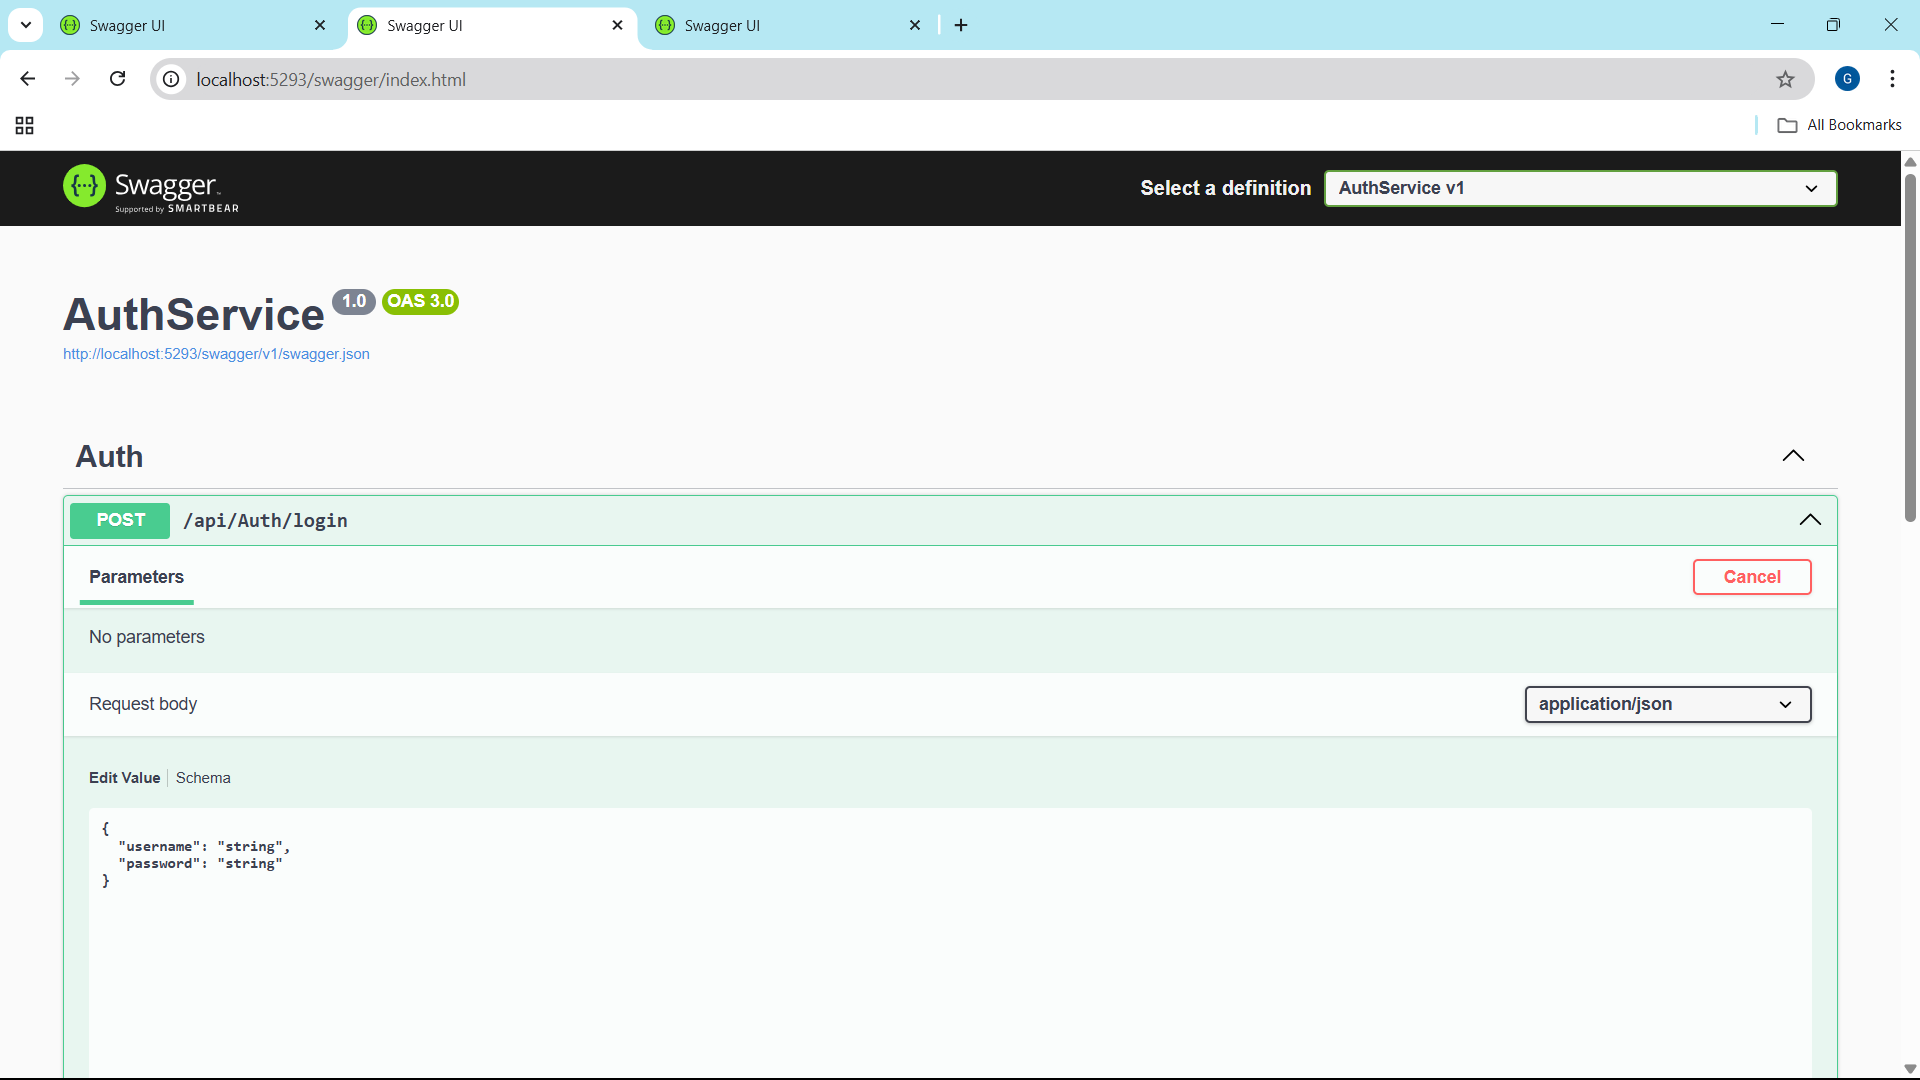 Swagger UI
Swagger UI
Swagger UI
localhost:5293/swagger/index.html
G
All Bookmarks
{...} Swagger
Supported by SMARTBEAR
Select a definition
AuthService v1
AuthService 1.0 OAS 3.0
http://localhost:5293/swagger/v1/swagger.json
Auth
POST /api/Auth/login
Parameters
Cancel
No parameters
Request body
application/json
Edit Value | Schema
{
  "username": "string",
  "password": "string"
}